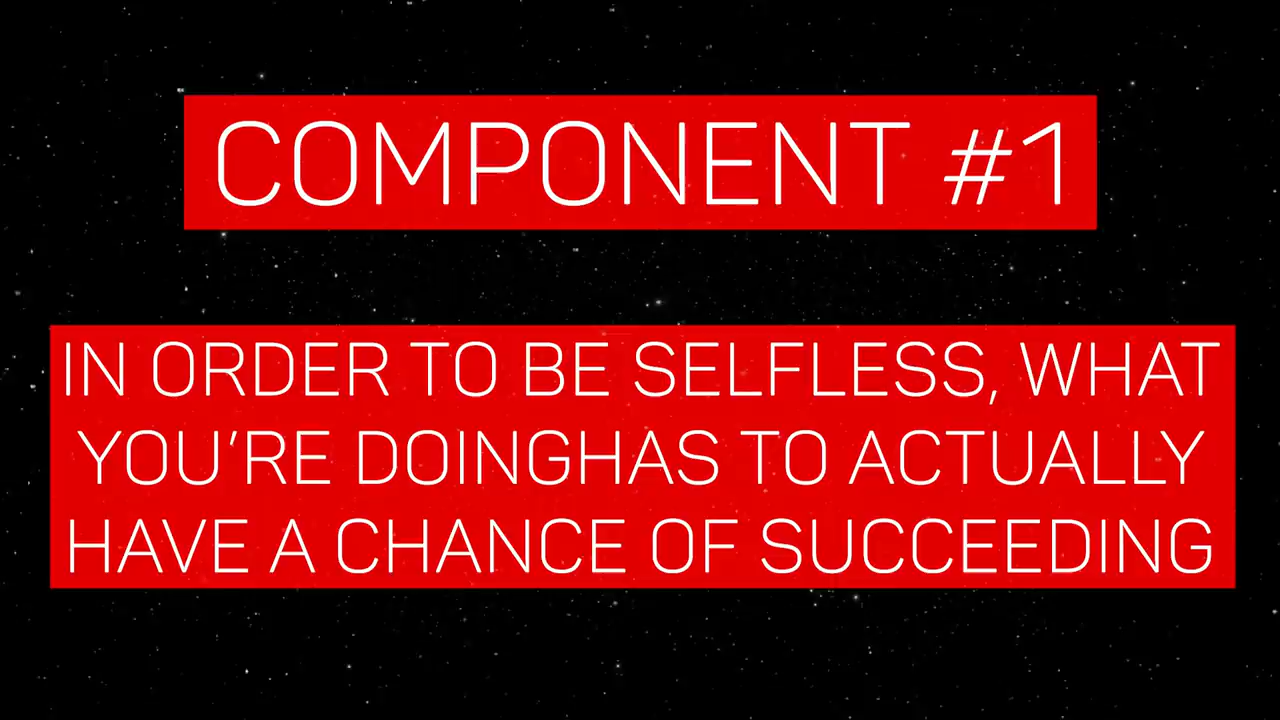 COMPONENT #1
IN ORDER TO BE SELFLESS, WHAT
YOU’RE DOINGHAS TO ACTUALLY
HAVE A CHANCE OF SUCCEEDING